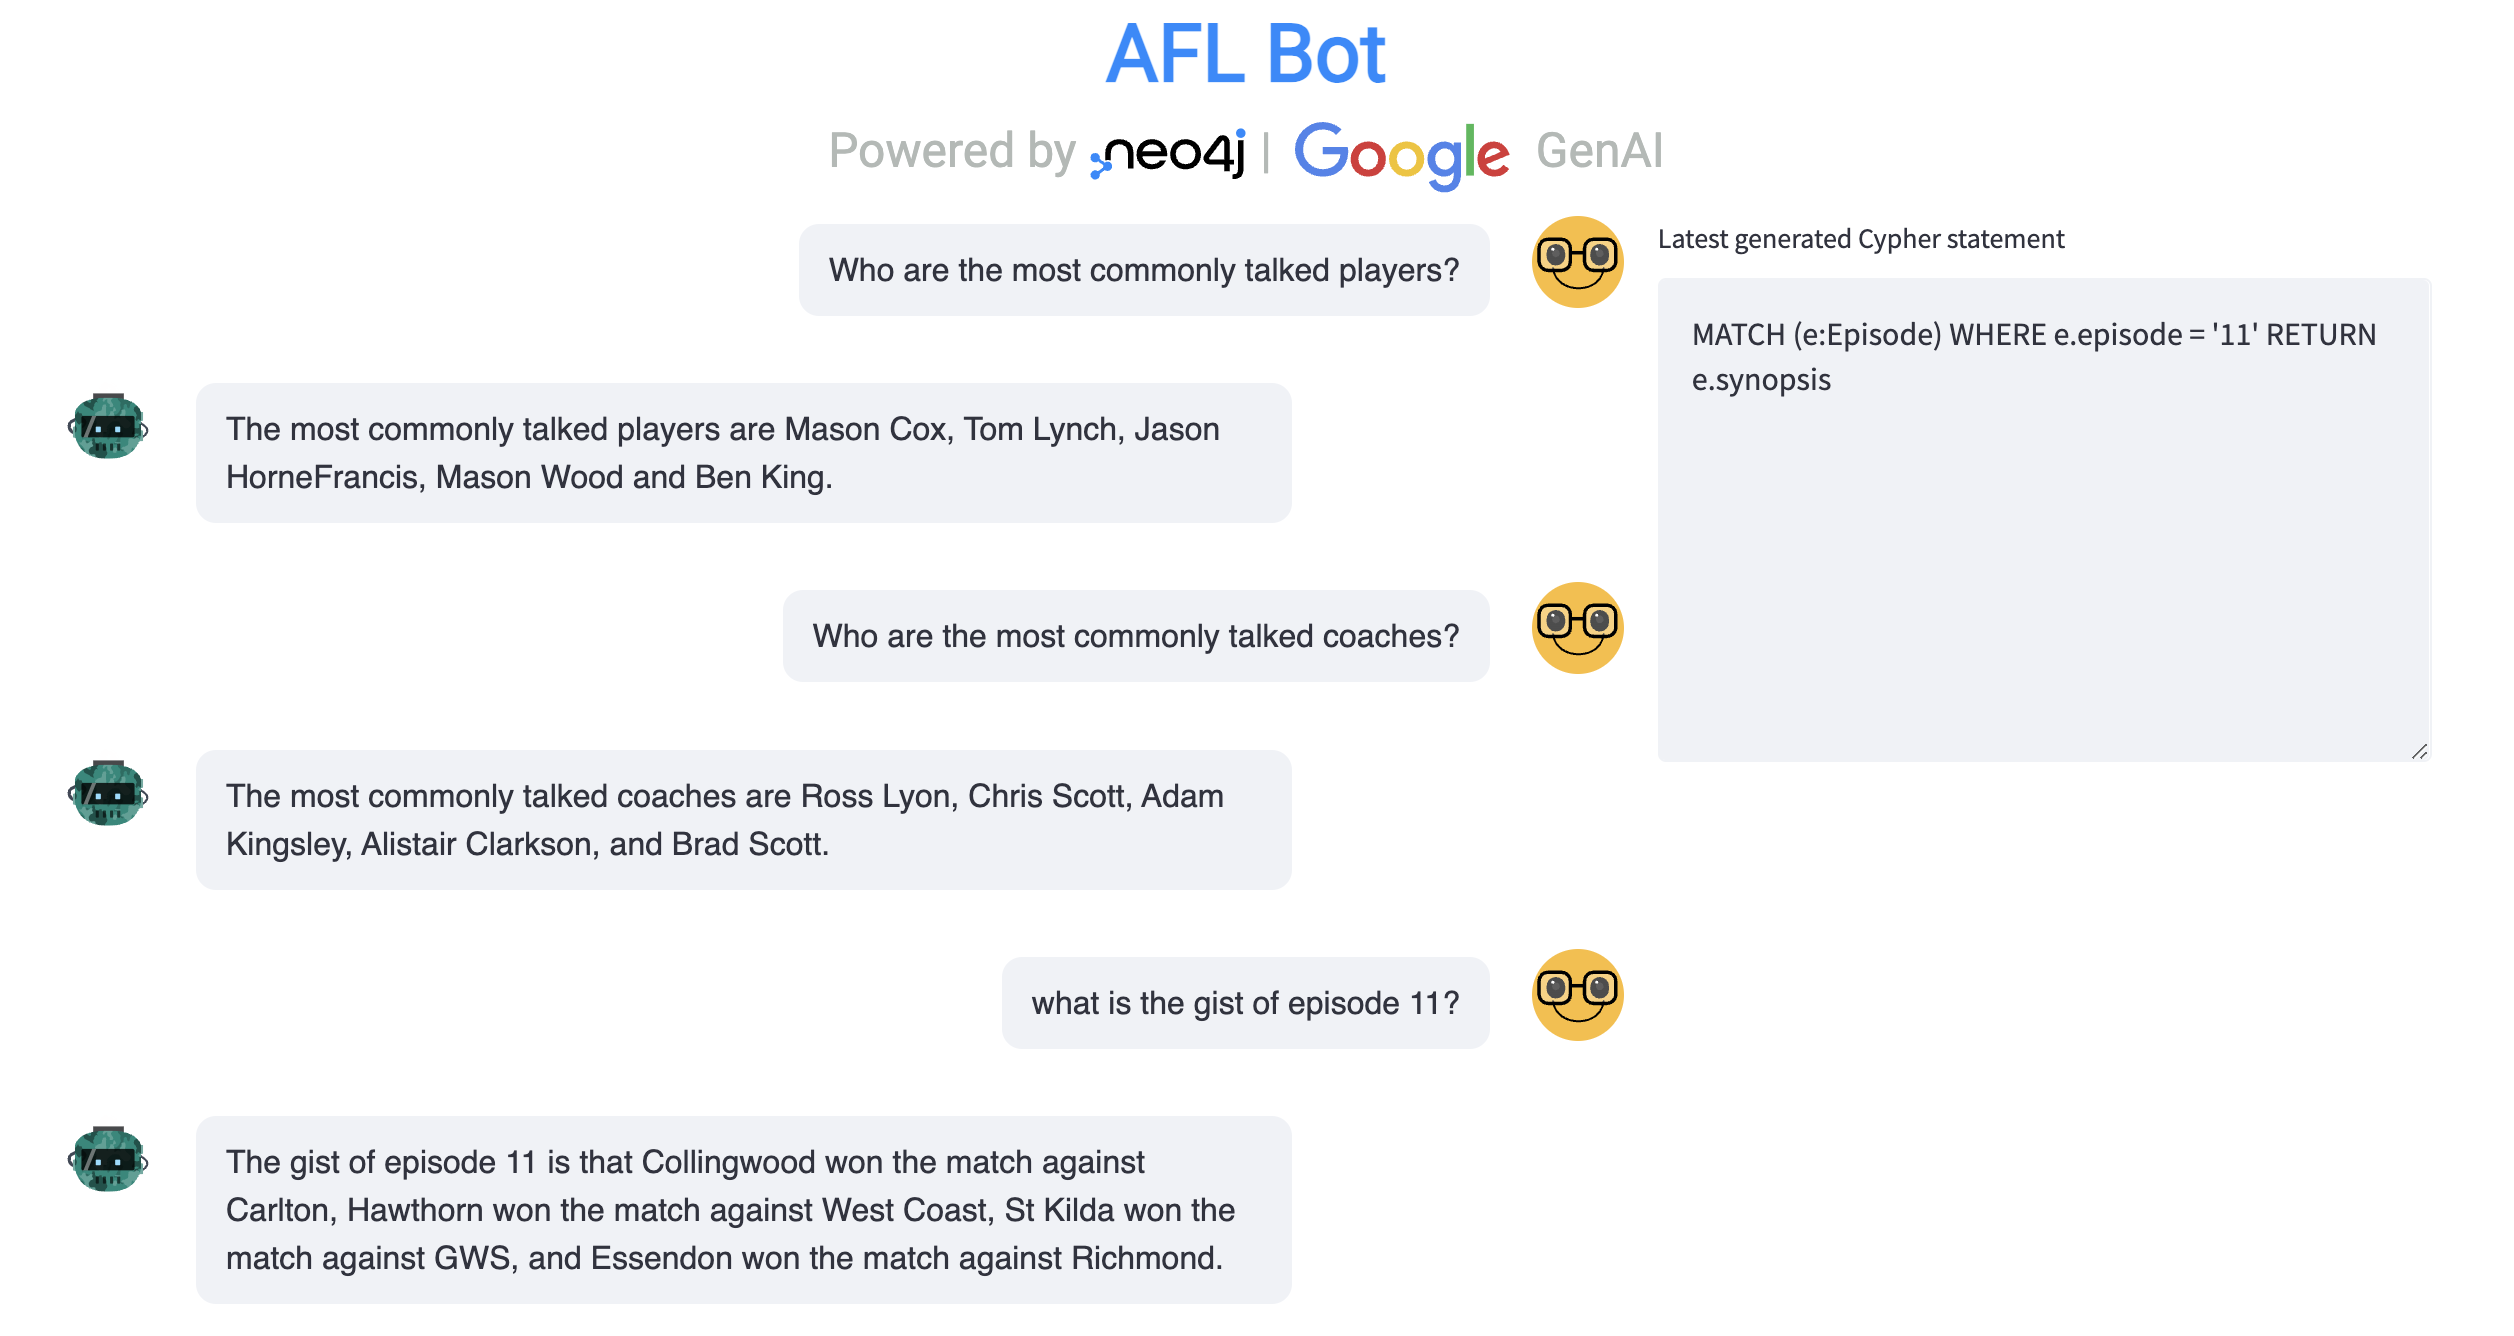 AFL Bot
Powered by neo4j | Google GenAI
Who are the most commonly talked players?
Latest generated Cypher statement
MATCH (e:Episode) WHERE e.episode = '11' RETURN
e.synopsis
The most commonly talked players are Mason Cox, Tom Lynch, Jason
HorneFrancis, Mason Wood and Ben King.
Who are the most commonly talked coaches?
The most commonly talked coaches are Ross Lyon, Chris Scott, Adam
Kingsley, Alistair Clarkson, and Brad Scott.
what is the gist of episode 11?
The gist of episode 11 is that Collingwood won the match against
Carlton, Hawthorn won the match against West Coast, St Kilda won the
match against GWS, and Essendon won the match against Richmond.